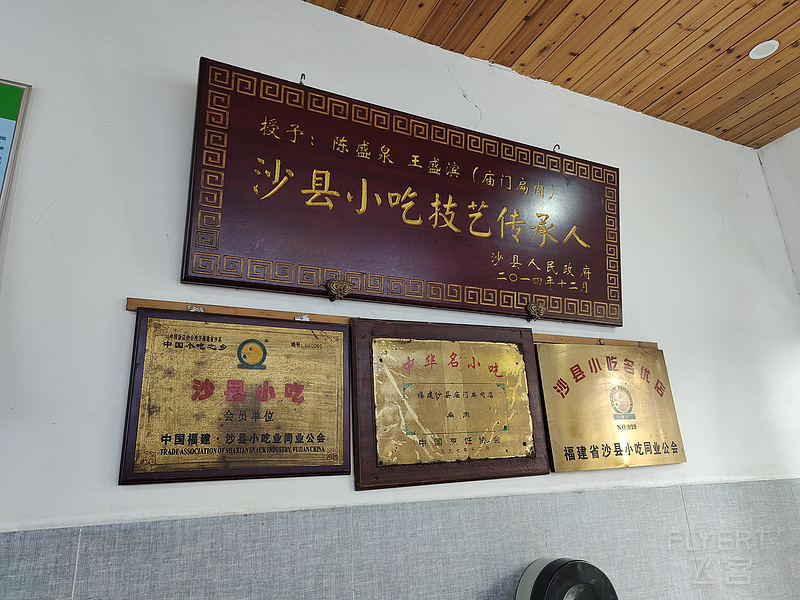 授予：陈盛泉 王盛滨（庙门扁肉）
沙县小吃技艺传承人
沙县人民政府
二〇一四年十二月
中国小吃之乡
沙县小吃
会员单位
中国福建·沙县小吃业同业公会
TRADE ASSOCIATION OF SHAXIAN SNACK INDUSTRY, FUJIAN CHINA
中华名小吃
福建沙县庙门扁肉店
扁肉
中国烹饪协会
沙县小吃名优店
NO:029
福建省沙县小吃同业公会
FLYERT
飞客